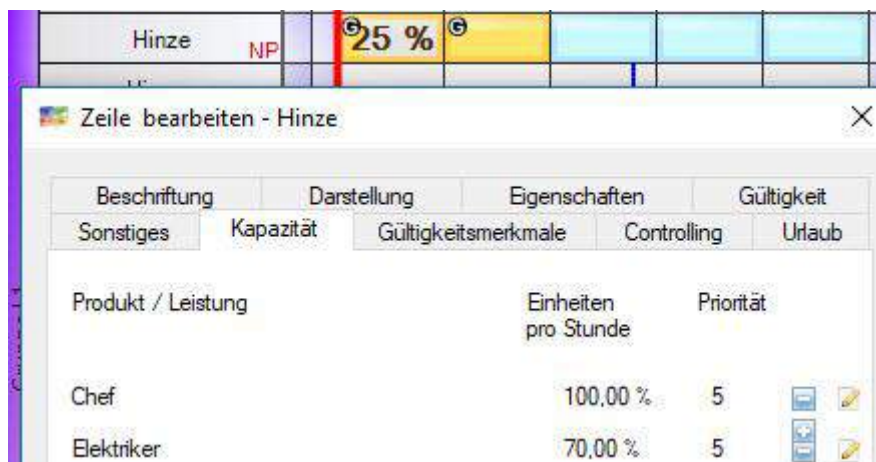 Hinze NP G 25 % G
Zeile bearbeiten - Hinze
Beschriftung Darstellung Eigenschaften Gültigkeit
Sonstiges Kapazität Gültigkeitsmerkmale Controlling Urlaub
Produkt / Leistung Einheiten Priorität
pro Stunde
Chef 100,00 % 5
Elektriker 70,00 % 5